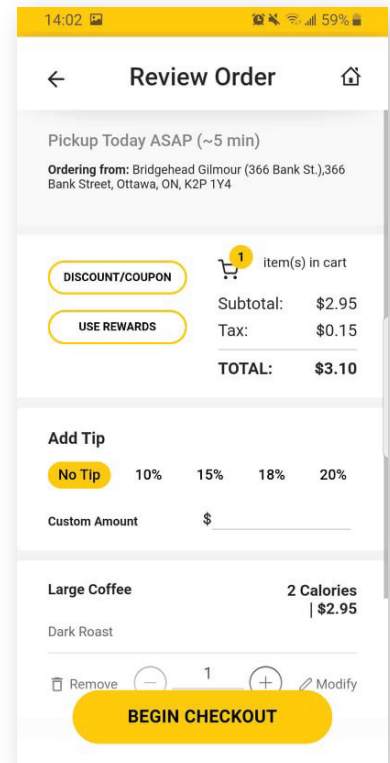 14:02 59%
Review Order
Pickup Today ASAP (~5 min)
Ordering from: Bridgehead Gilmour (366 Bank St.),366
Bank Street, Ottawa, ON, K2P 1Y4
DISCOUNT/COUPON
USE REWARDS
1 item(s) in cart
Subtotal: $2.95
Tax: $0.15
TOTAL: $3.10
Add Tip
No Tip 10% 15% 18% 20%
Custom Amount $
Large Coffee 2 Calories
| $2.95
Dark Roast
Remove 1 Modify
BEGIN CHECKOUT